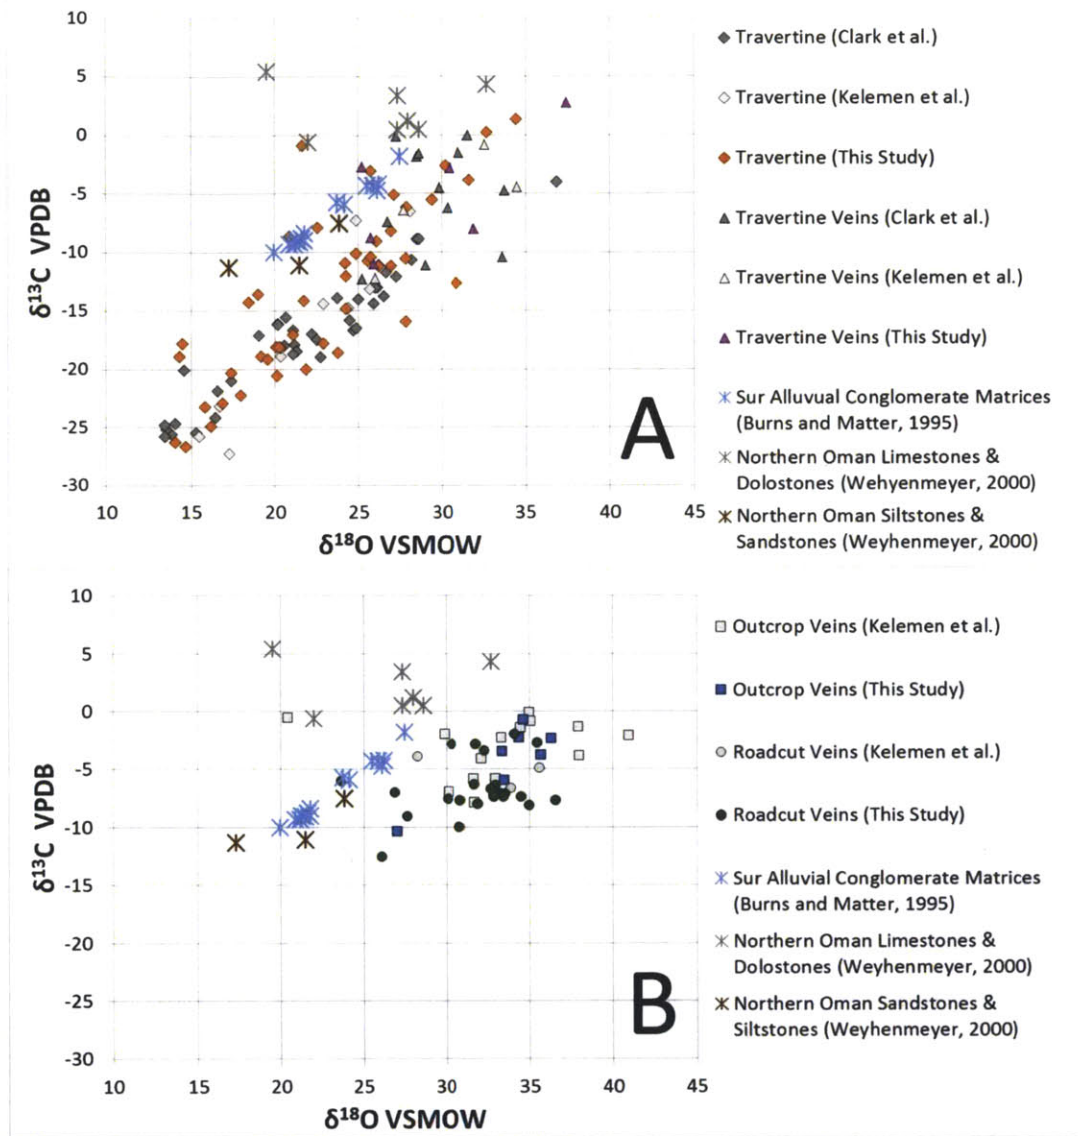 10
5
0
-5
-10
-15
-20
-25
-30
δ13C VPDB
10 15 20 25 30 35 40 45
δ18O VSMOW
A
Travertine (Clark et al.)
Travertine (Kelemen et al.)
Travertine (This Study)
Travertine Veins (Clark et al.)
Travertine Veins (Kelemen et al.)
Travertine Veins (This Study)
Sur Alluvual Conglomerate Matrices
(Burns and Matter, 1995)
Northern Oman Limestones &
Dolostones (Wehyenmeyer, 2000)
Northern Oman Siltstones &
Sandstones (Weyhenmeyer, 2000)
10
5
0
-5
-10
-15
-20
-25
-30
δ13C VPDB
10 15 20 25 30 35 40 45
δ18O VSMOW
B
Outcrop Veins (Kelemen et al.)
Outcrop Veins (This Study)
Roadcut Veins (Kelemen et al.)
Roadcut Veins (This Study)
Sur Alluvial Conglomerate Matrices
(Burns and Matter, 1995)
Northern Oman Limestones &
Dolostones (Weyhenmeyer, 2000)
Northern Oman Sandstones &
Siltstones (Weyhenmeyer, 2000)